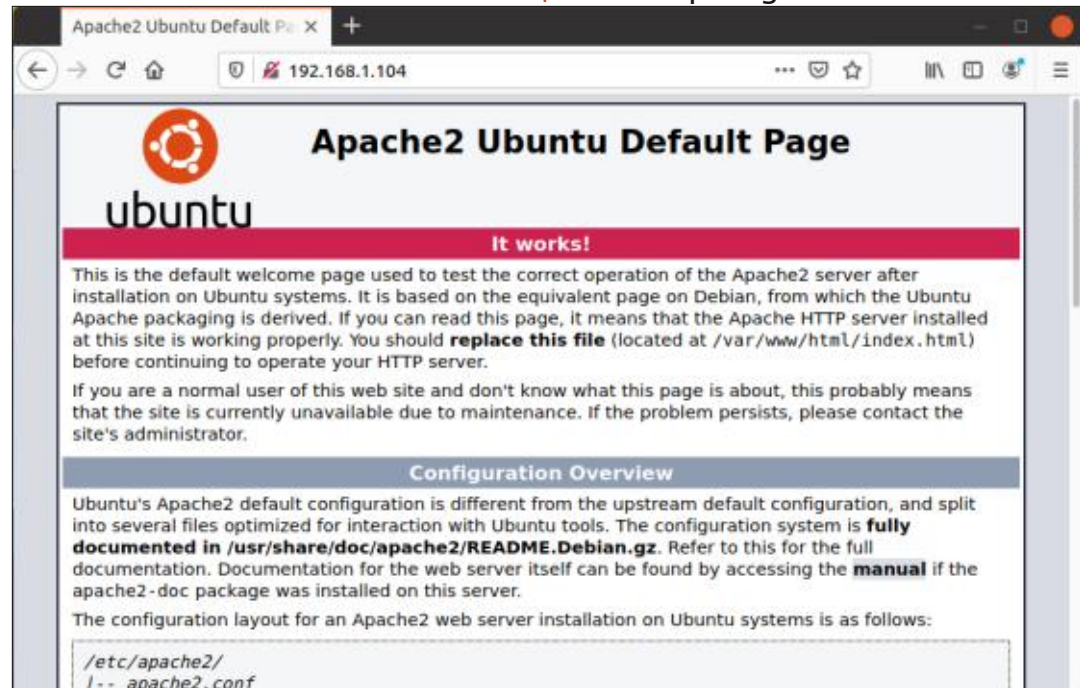 Apache2 Ubuntu Default Pa
192.168.1.104
Apache2 Ubuntu Default Page
ubuntu
It works!
This is the default welcome page used to test the correct operation of the Apache2 server after
installation on Ubuntu systems. It is based on the equivalent page on Debian, from which the Ubuntu
Apache packaging is derived. If you can read this page, it means that the Apache HTTP server installed
at this site is working properly. You should replace this file (located at /var/www/html/index.html)
before continuing to operate your HTTP server.
If you are a normal user of this web site and don't know what this page is about, this probably means
that the site is currently unavailable due to maintenance. If the problem persists, please contact the
site's administrator.
Configuration Overview
Ubuntu's Apache2 default configuration is different from the upstream default configuration, and split
into several files optimized for interaction with Ubuntu tools. The configuration system is fully
documented in /usr/share/doc/apache2/README.Debian.gz. Refer to this for the full
documentation. Documentation for the web server itself can be found by accessing the manual if the
apache2-doc package was installed on this server.
The configuration layout for an Apache2 web server installation on Ubuntu systems is as follows:
/etc/apache2/
|-- apache2.conf